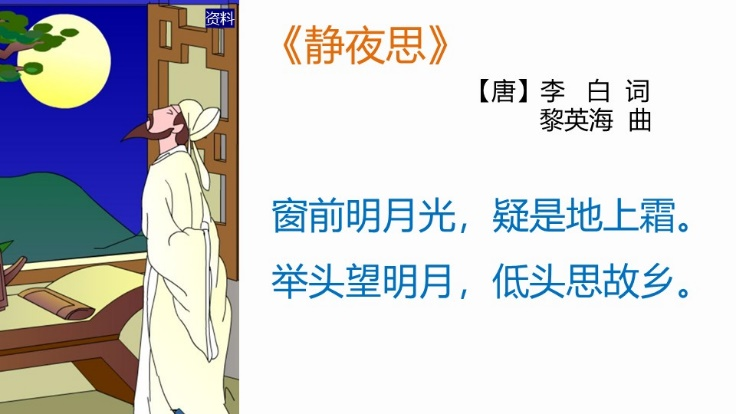 资料
《静夜思》
【唐】李 白 词
黎英海 曲
窗前明月光，疑是地上霜。
举头望明月，低头思故乡。